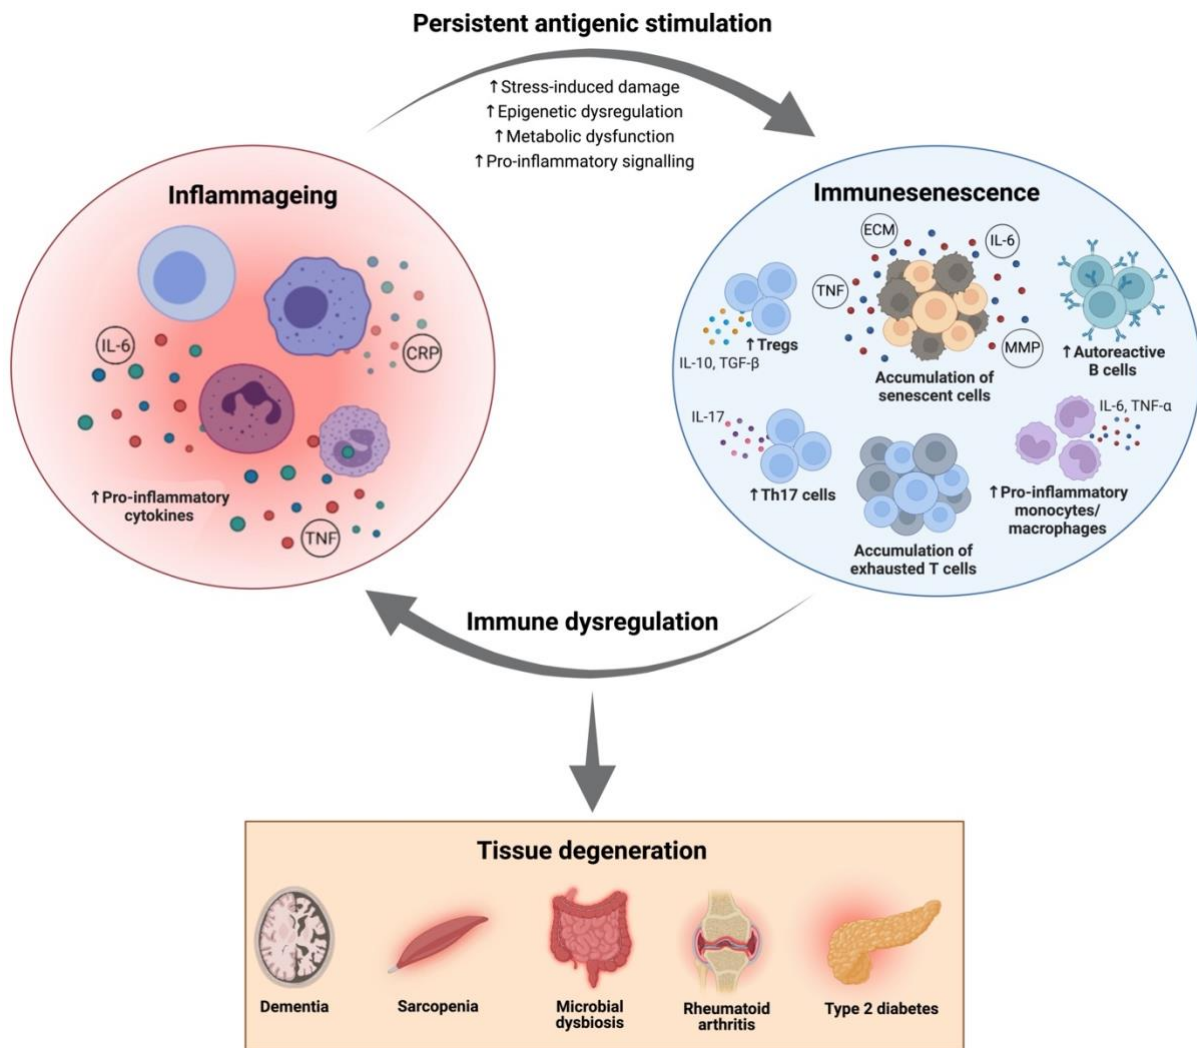 Persistent antigenic stimulation
↑Stress-induced damage
↑Epigenetic dysregulation
↑Metabolic dysfunction
↑Pro-inflammatory signalling
Inflammageing
IL-6
CRP
↑Pro-inflammatory
cytokines
TNF
Immunesenescence
ECM
IL-6
TNF
MMP
↑Tregs
IL-10, TGF-β
Accumulation of
senescent cells
↑Autoreactive
B cells
IL-17
↑Th17 cells
IL-6, TNF-α
↑Pro-inflammatory
monocytes/
macrophages
Accumulation of
exhausted T cells
Immune dysregulation
Tissue degeneration
Dementia
Sarcopenia
Microbial
dysbiosis
Rheumatoid
arthritis
Type 2 diabetes